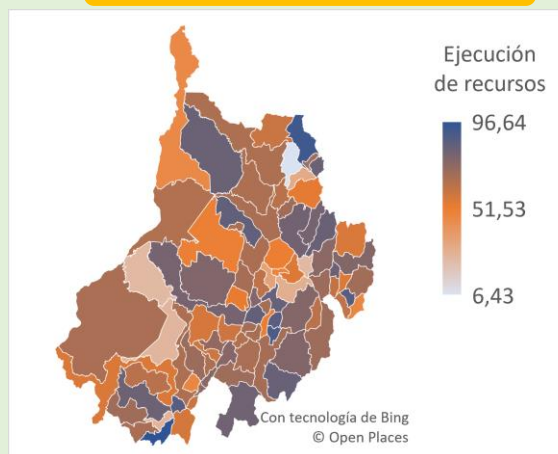 Ejecución
de recursos
96,64
51,53
6,43
Con tecnología de Bing
© Open Places